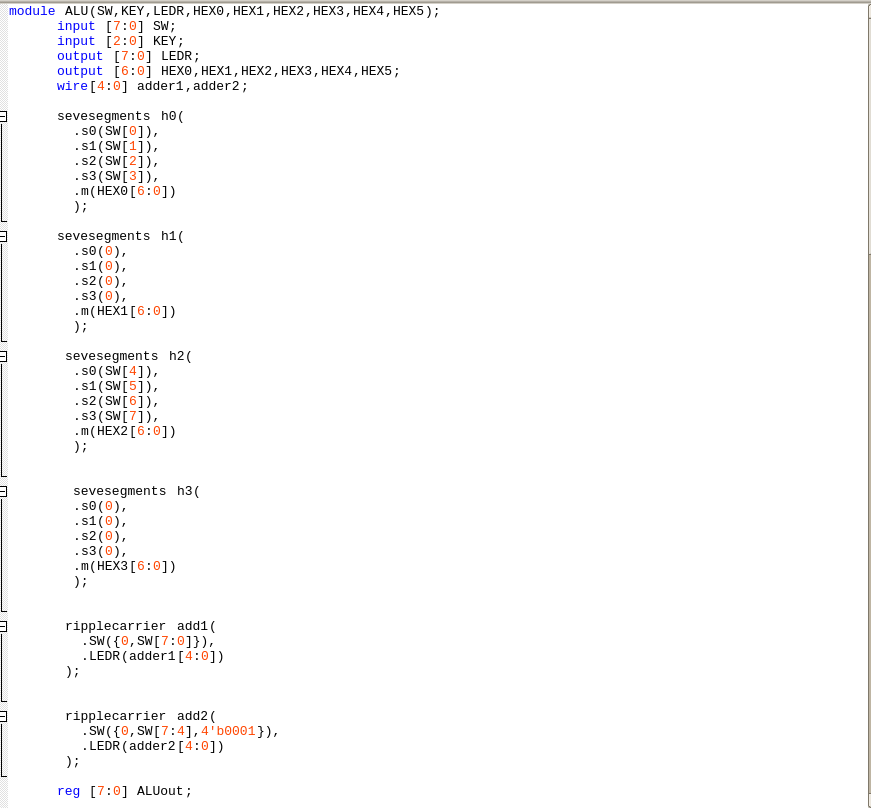 module ALU(SW,KEY,LEDR,HEX0,HEX1,HEX2,HEX3,HEX4,HEX5);
input [7:0] SW;
input [2:0] KEY;
output [7:0] LEDR;
output [6:0] HEX0,HEX1,HEX2,HEX3,HEX4,HEX5;
wire[4:0] adder1,adder2;
sevesegments h0(
.s0(SW[0]),
.s1(SW[1]),
.s2(SW[2]),
.s3(SW[3]),
.m(HEX0[6:0])
);
sevesegments h1(
.s0(0),
.s1(0),
.s2(0),
.s3(0),
.m(HEX1[6:0])
);
sevesegments h2(
.s0(SW[4]),
.s1(SW[5]),
.s2(SW[6]),
.s3(SW[7]),
.m(HEX2[6:0])
);
sevesegments h3(
.s0(0),
.s1(0),
.s2(0),
.s3(0),
.m(HEX3[6:0])
);
ripplecarrier add1(
.SW({0,SW[7:0]}),
.LEDR(adder1[4:0])
);
ripplecarrier add2(
.SW({0,SW[7:4],4'b0001}),
.LEDR(adder2[4:0])
);
reg [7:0] ALUout;